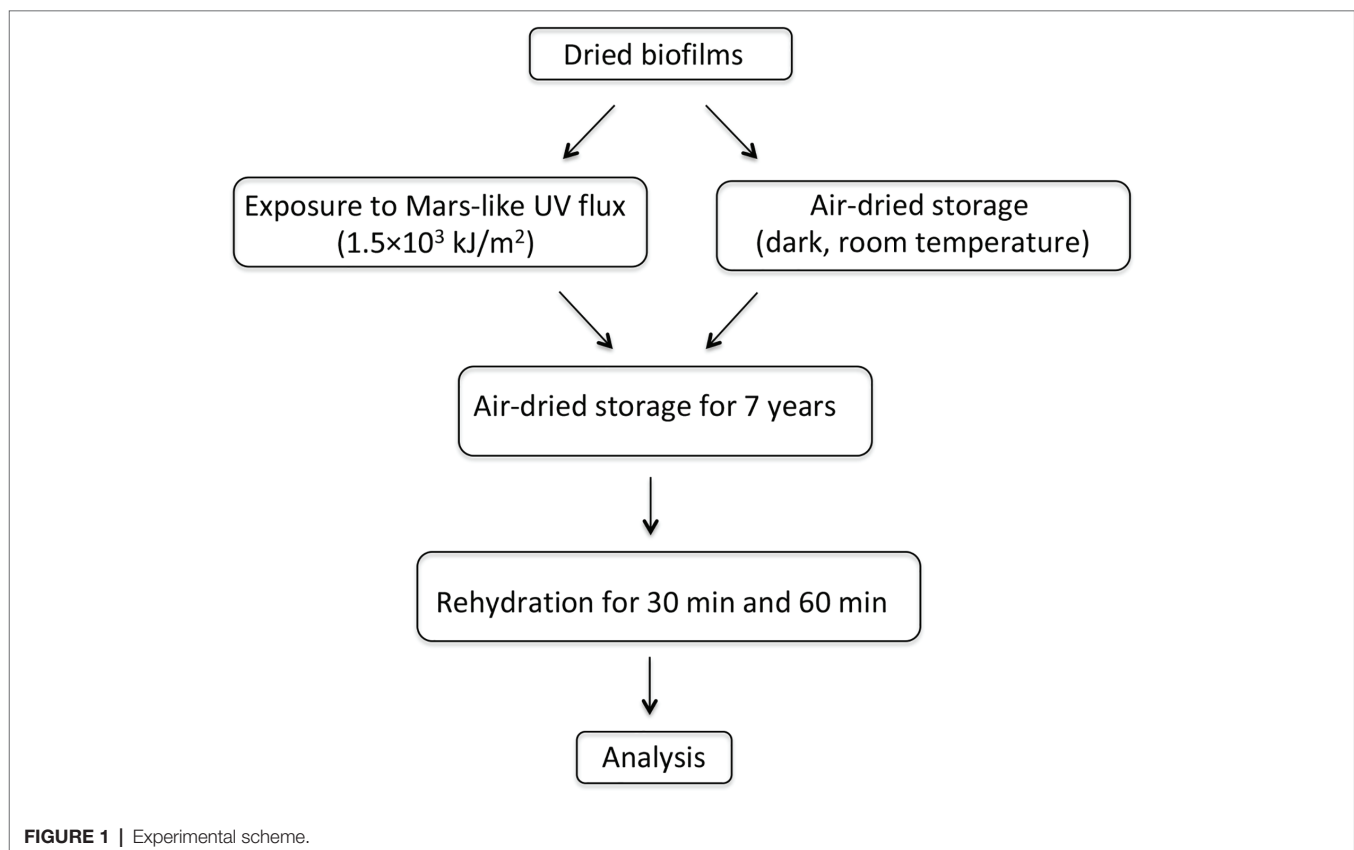 Dried biofilms
Exposure to Mars-like UV flux
(1.5×10³ kJ/m²)
Air-dried storage
(dark, room temperature)
Air-dried storage for 7 years
Rehydration for 30 min and 60 min
Analysis
FIGURE 1 | Experimental scheme.